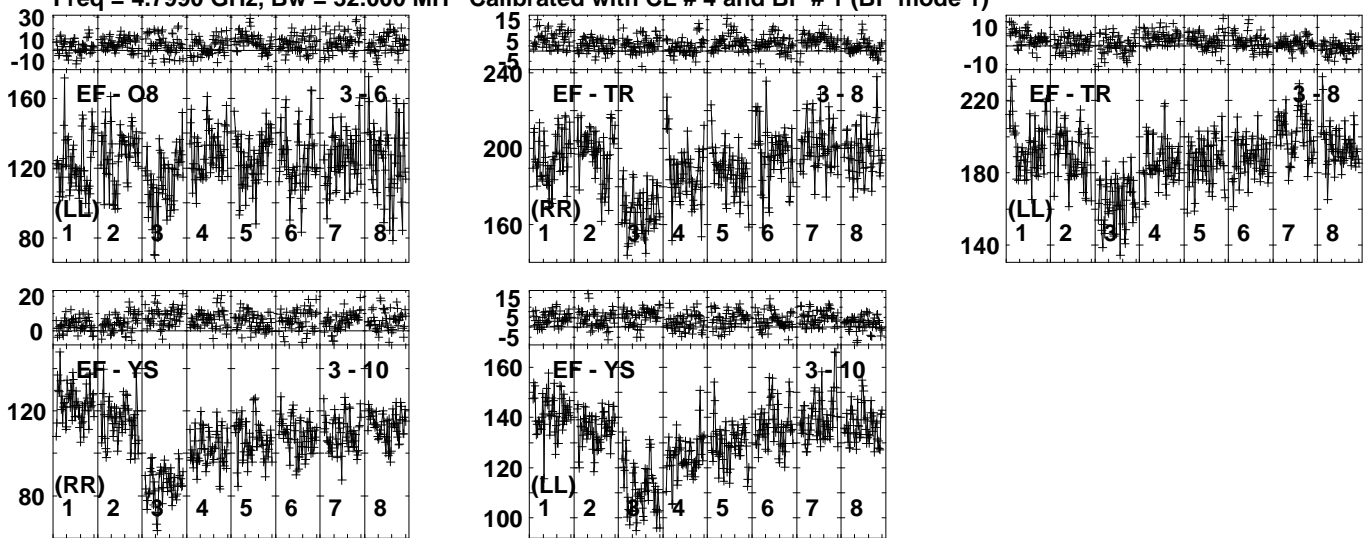 Freq = 4.7990 GHz, Bw = 32.000 MH Calibrated with CL # 4 and BP # 1 (BP mode 1)
30
10
-10
160
120
80
EF - O8 3 - 6
(LL)
1 2 3 4 5 6 7 8
15
5
-5
240
200
160
EF - TR 3 - 8
(RR)
1 2 3 4 5 6 7 8
10
-10
220
180
140
EF - TR 3 - 8
(LL)
1 2 3 4 5 6 7 8
20
0
120
80
EF - YS 3 - 10
(RR)
1 2 3 4 5 6 7 8
15
5
-5
160
140
120
100
EF - YS 3 - 10
(LL)
1 2 3 4 5 6 7 8